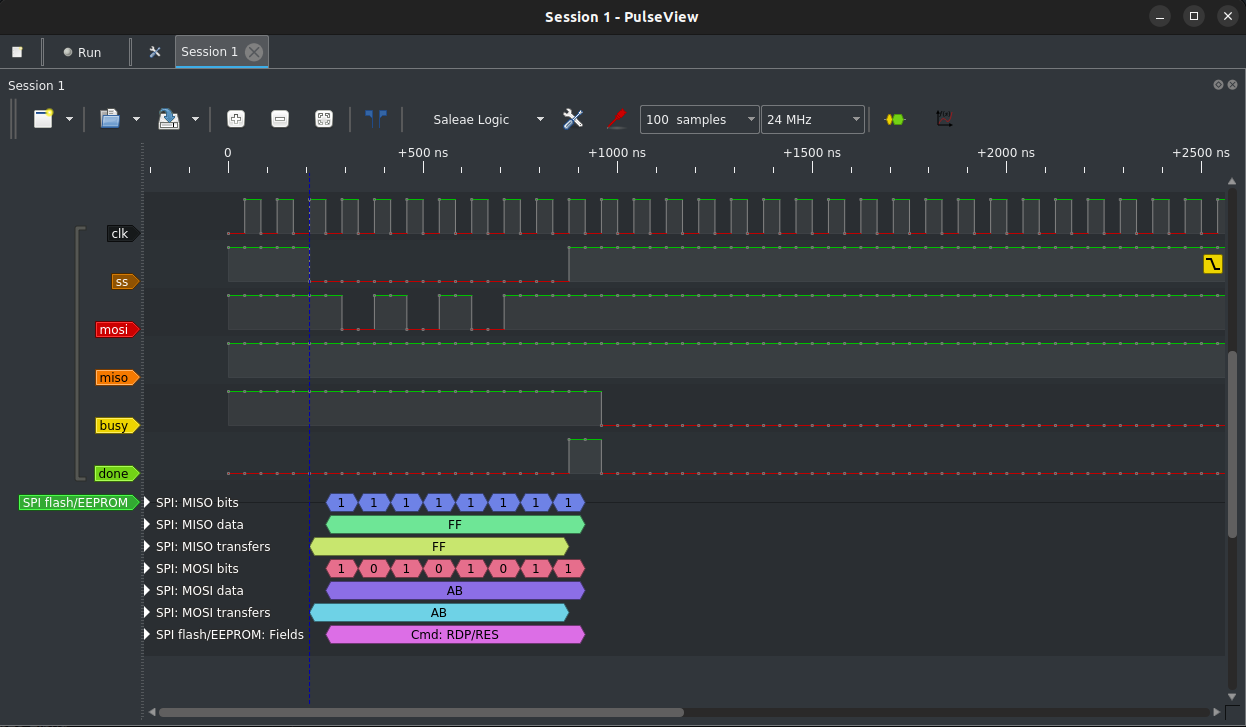 Session 1 - PulseView
Run
Session 1
Session 1
Saleae Logic
100 samples
24 MHz
0 +500 ns +1000 ns +1500 ns +2000 ns +2500 ns
clk
ss
mosi
miso
busy
done
SPI flash/EEPROM
SPI: MISO bits 1 1 1 1 1 1 1 1
SPI: MISO data FF
SPI: MISO transfers FF
SPI: MOSI bits 1 0 1 0 1 0 1 1
SPI: MOSI data AB
SPI: MOSI transfers AB
SPI flash/EEPROM: Fields Cmd: RDP/RES